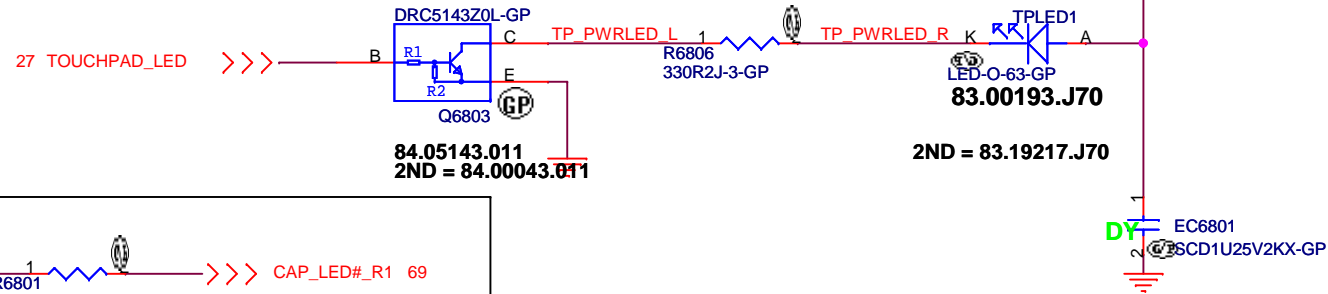 DRC5143Z0L-GP
TPLED1
C
TP_PWRLED_L
1
TP_PWRLED_R
K
A
27 TOUCHPAD_LED
B
R1
R2
E
R6806
330R2J-3-GP
LED-O-63-GP
83.00193.J70
Q6803
GP
84.05143.011
2ND = 84.00043.011
2ND = 83.19217.J70
1
DY
EC6801
2
SCD1U25V2KX-GP
1
R6801
CAP_LED#_R1 69